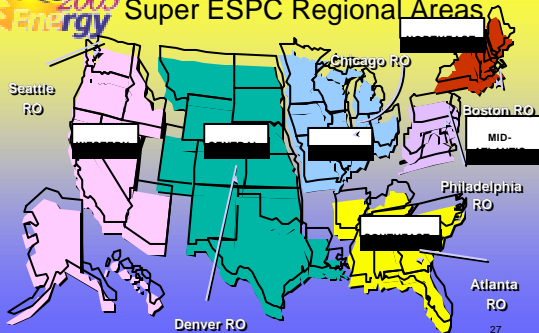 2005
Energy
Super ESPC Regional Areas
Chicago RO
Seattle
RO
Boston RO
MID-
Philadelphia
RO
Atlanta
RO
Denver RO
27